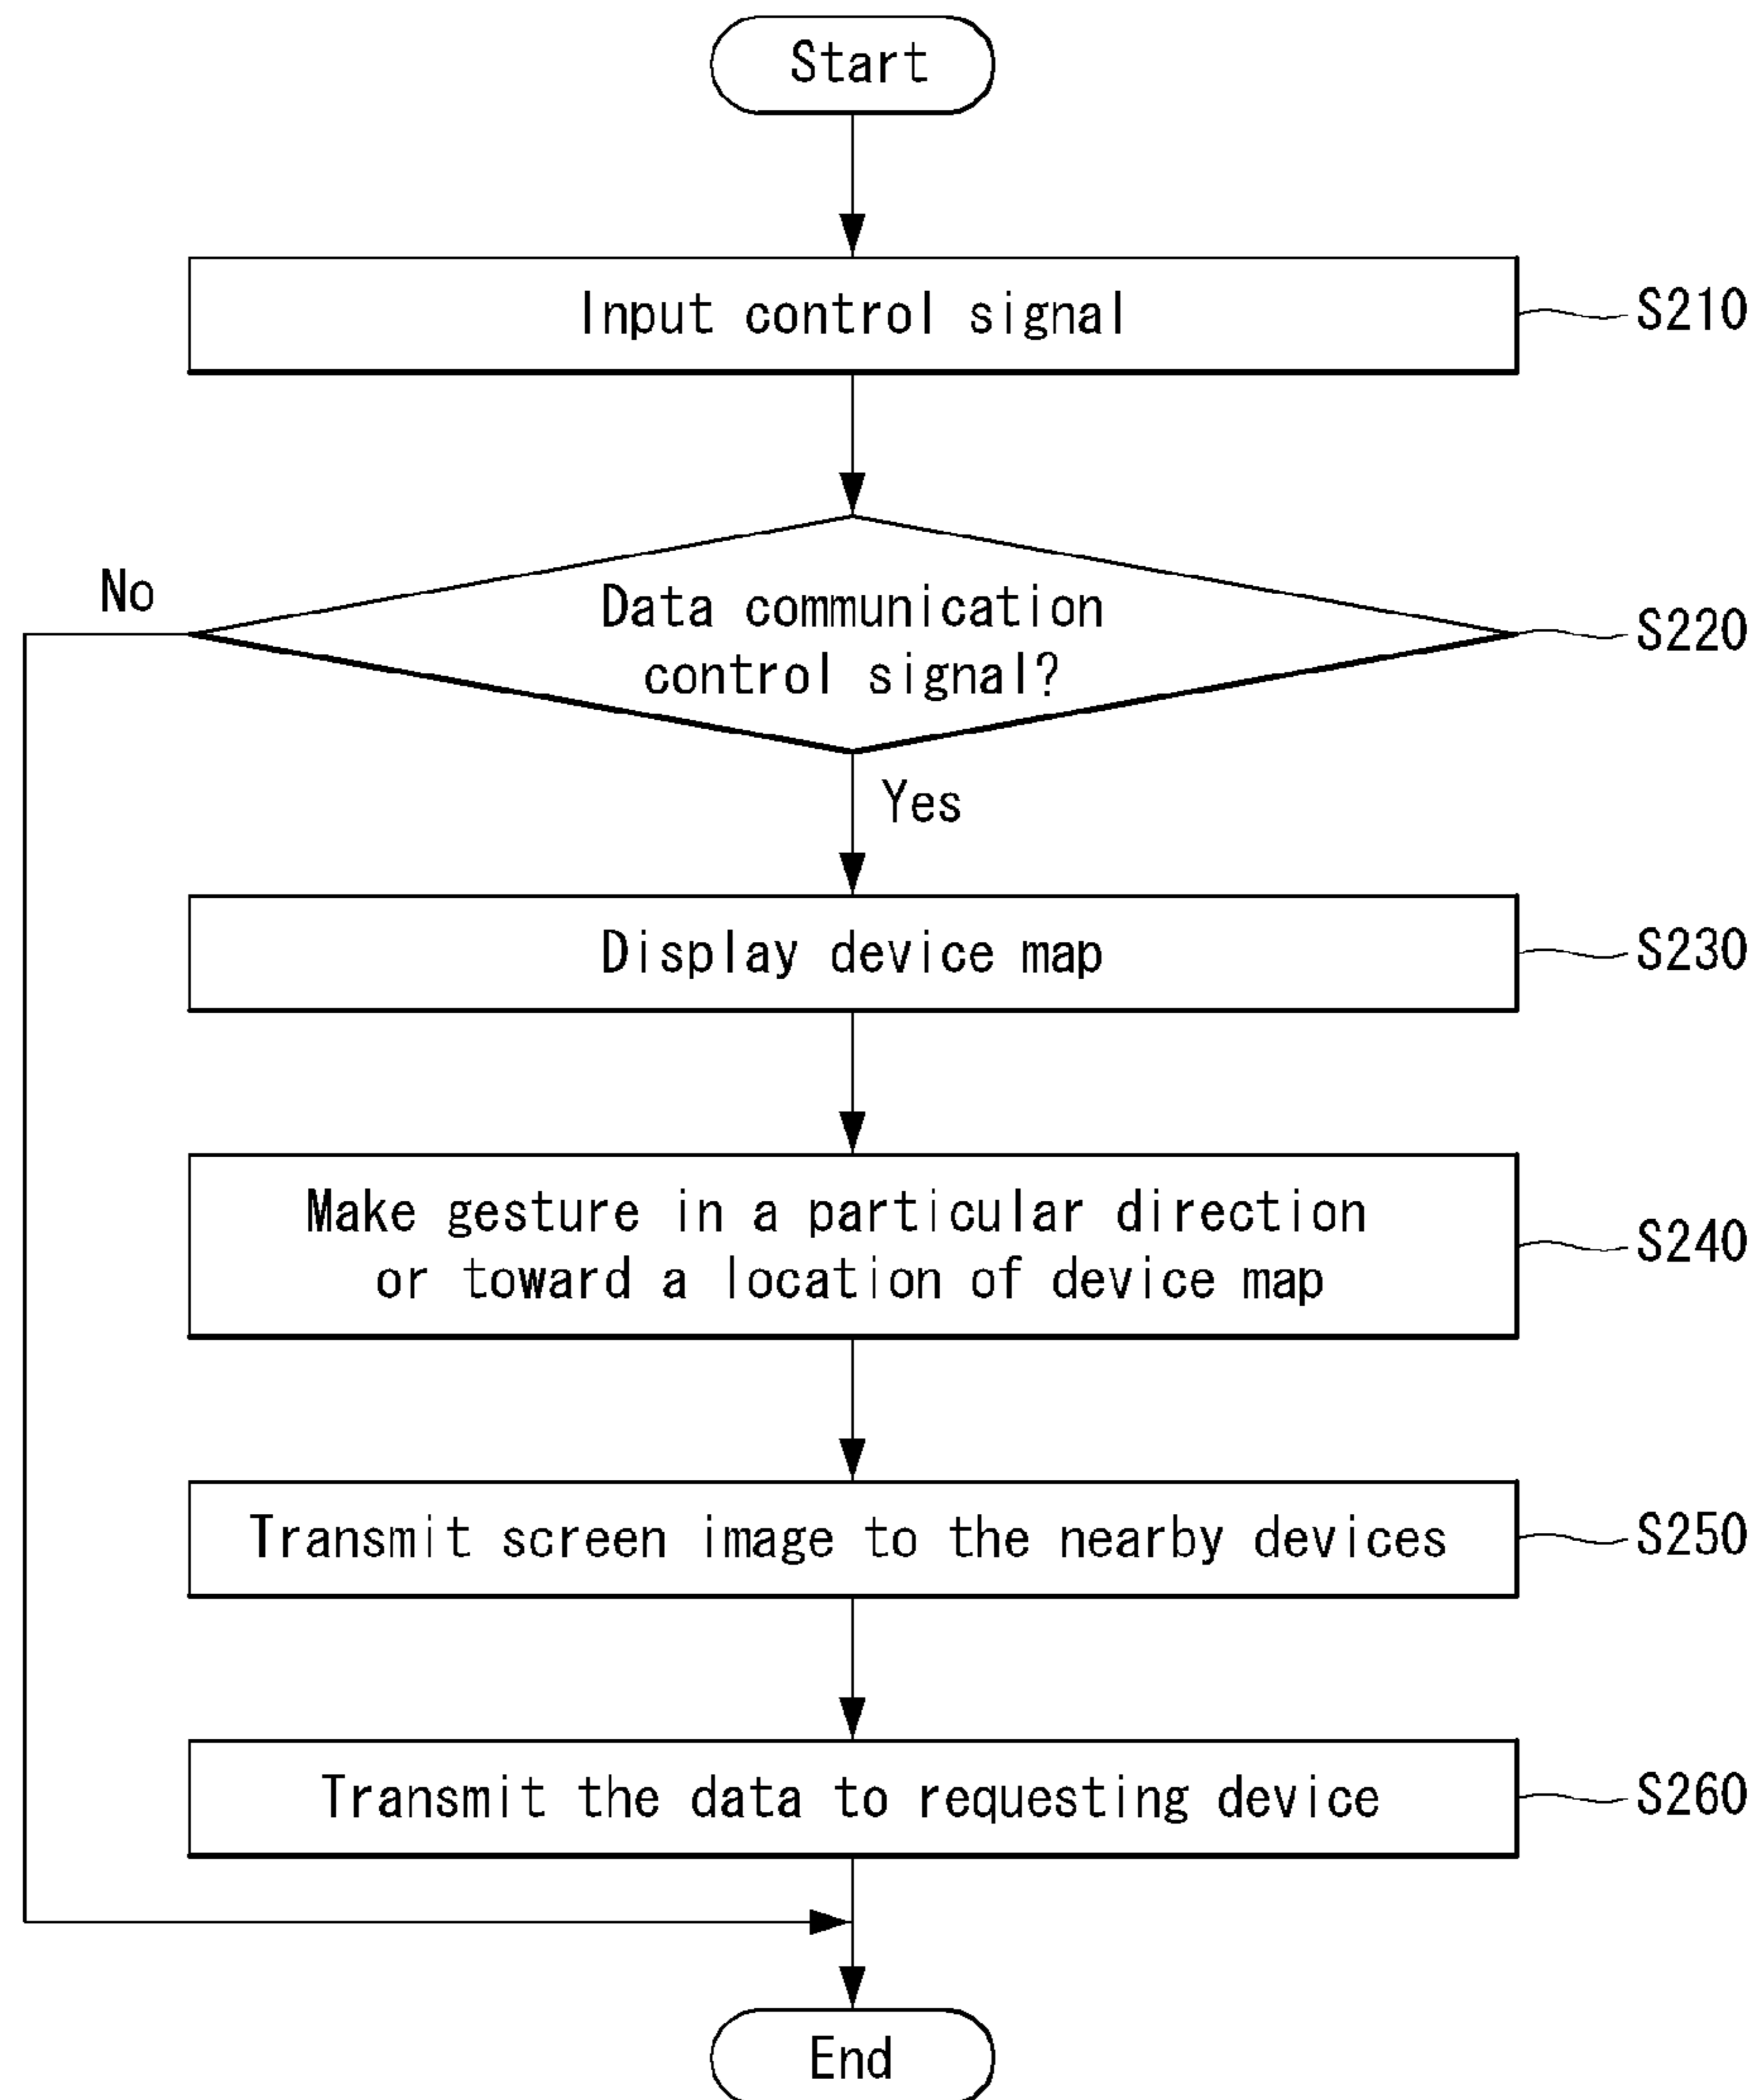 Start
Input control signal
S210
Data communication
control signal?
S220
No
Yes
Display device map
S230
Make gesture in a particular direction
or toward a location of device map
S240
Transmit screen image to the nearby devices
S250
Transmit the data to requesting device
S260
End